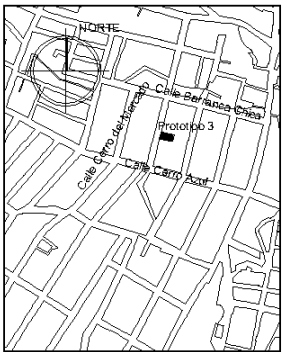 NORTE
Calle Barranca Chica
Prototipo 3
Calle Cerro del Mercado
Calle Cerro Azul